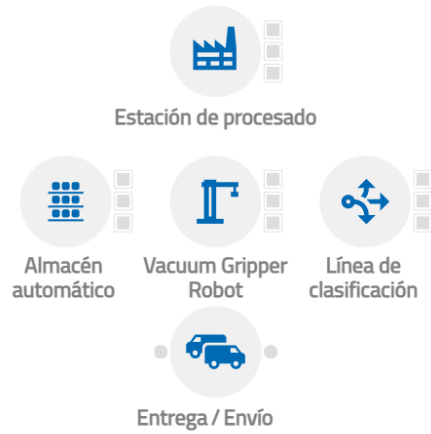 Estación de procesado
Almacén
automático
Vacuum Gripper
Robot
Línea de
clasificación
Entrega / Envío